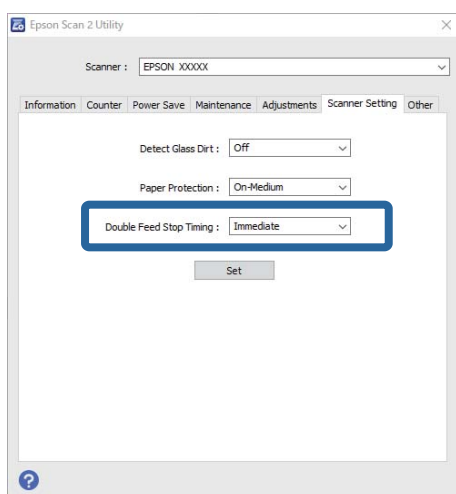 Epson Scan 2 Utility
Scanner : EPSON XXXXX
Information Counter Power Save Maintenance Adjustments Scanner Setting Other
Detect Glass Dirt : Off
Paper Protection : On-Medium
Double Feed Stop Timing : Immediate
Set
?